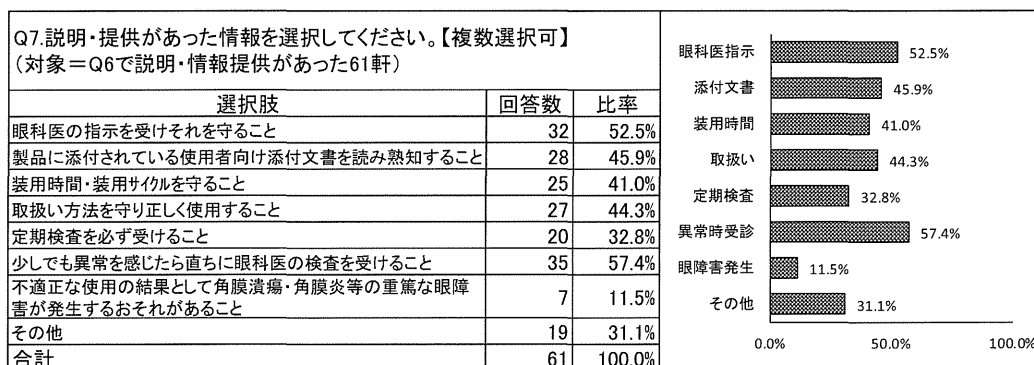 Q7.説明・提供があった情報を選択してください。【複数選択可】
(対象=Q6で説明・情報提供があった61軒)
選択肢 回答数 比率
眼科医の指示を受けそれを守ること 32 52.5%
製品に添付されている使用者向け添付文書を読み熟知すること 28 45.9%
装用時間・装用サイクルを守ること 25 41.0%
取扱い方法を守り正しく使用すること 27 44.3%
定期検査を必ず受けること 20 32.8%
少しでも異常を感じたら直ちに眼科医の検査を受けること 35 57.4%
不適正な使用の結果として角膜潰瘍・角膜炎等の重篤な眼障
害が発生するおそれがあること 7 11.5%
その他 19 31.1%
合計 61 100.0%
眼科医指示 52.5%
添付文書 45.9%
装用時間 41.0%
取扱い 44.3%
定期検査 32.8%
異常時受診 57.4%
眼障害発生 11.5%
その他 31.1%
0.0% 50.0% 100.0%